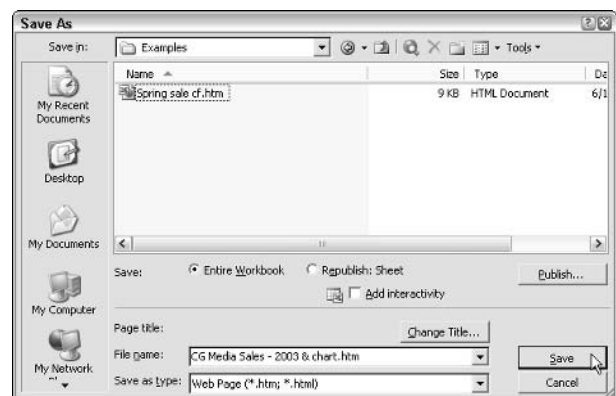 Save As
Save in: Examples Tools
Name Size Type Da
Spring sale cf.htm 9 KB HTML Document 6/1
My Recent Documents
Desktop
My Documents
My Computer
My Network
Save: Entire Workbook Republish: Sheet Publish...
Add interactivity
Page title: Change Title...
File name: CG Media Sales - 2003 & chart.htm Save
Save as type: Web Page (*.htm; *.html) Cancel